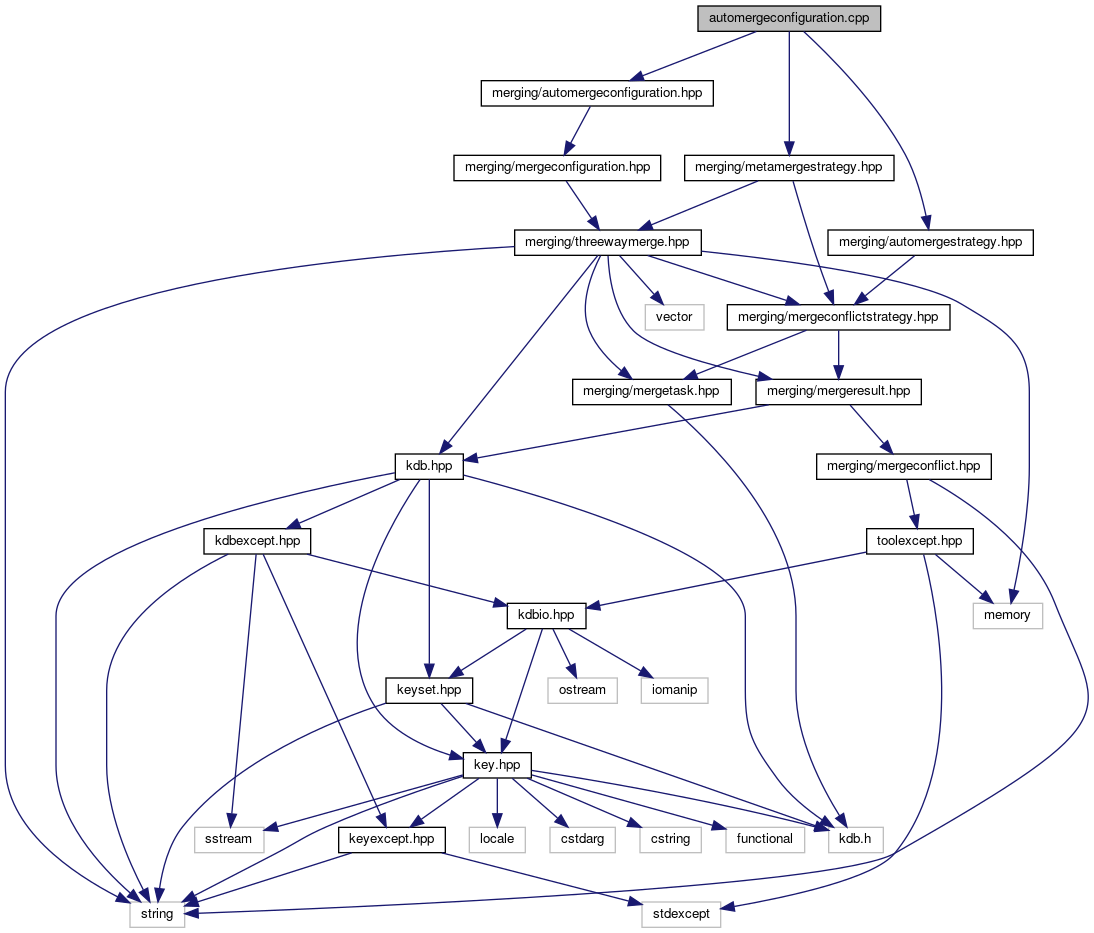 automergeconfiguration.cpp
merging/automergeconfiguration.hpp
merging/mergeconfiguration.hpp
merging/metamergestrategy.hpp
merging/threewaymerge.hpp
merging/automergestrategy.hpp
vector
merging/mergeconflictstrategy.hpp
merging/mergetask.hpp
merging/mergeresult.hpp
kdb.hpp
merging/mergeconflict.hpp
kdbexcept.hpp
toolexcept.hpp
kdbio.hpp
memory
keyset.hpp
ostream
iomanip
key.hpp
sstream
keyexcept.hpp
locale
cstdarg
cstring
functional
kdb.h
string
stdexcept